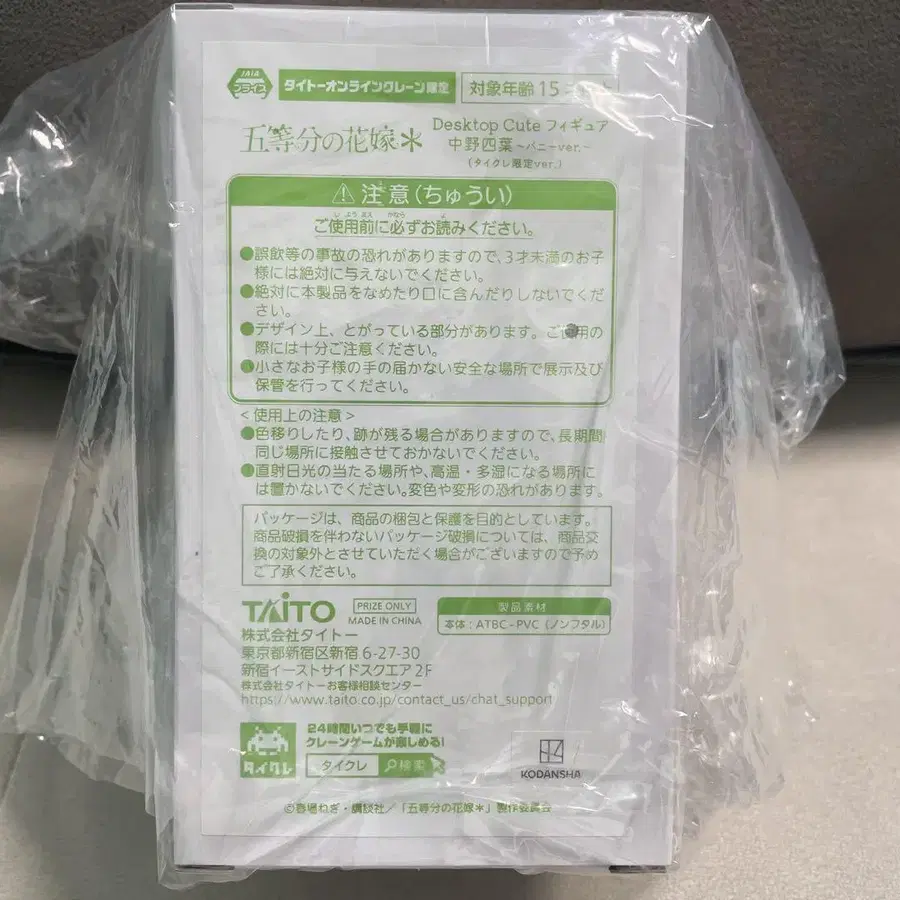 JAIA
プライズ
タイトーオンラインクレーン限定
対象年齢15
五等分の花嫁＊
Desktop Cute フィギュア
中野四葉～バニーver.～
(タイクレ限定ver.)
注意(ちゅうい)
しようまえ かなら よ
ご使用前に必ずお読みください。
●誤飲等の事故の恐れがありますので、3才未満のお子
様には絶対に与えないでください。
●絶対に本製品をなめたり口に含んだりしないでくだ
さい。
●デザイン上、とがっている部分があります。ご使用の
際には十分ご注意ください。
●小さなお子様の手の届かない安全な場所で展示及び
保管を行ってください。
＜使用上の注意＞
●色移りしたり、跡が残る場合がありますので、長期間
同じ場所に接触させておかないでください。
●直射日光の当たる場所や、高温・多湿になる場所に
は置かないでください。変色や変形の恐れがあります。
パッケージは、商品の梱包と保護を目的としています。
商品破損を伴わないパッケージ破損については、商品交
換の対象外とさせていただく場合がございますので予め
ご了承ください。
TAITO
PRIZE ONLY
MADE IN CHINA
製品素材
本体：ATBC-PVC（ノンフタル）
株式会社タイトー
東京都新宿区新宿 6-27-30
新宿イーストサイドスクエア 2F
株式会社タイトーお客様相談センター
https://www.taito.co.jp/contact_us/chat_support
タイクレ
24時間いつでも手軽に
クレーンゲームが楽しめる!
タイクレ 検索
KODANSHA
©春場ねぎ・講談社／「五等分の花嫁＊」製作委員会